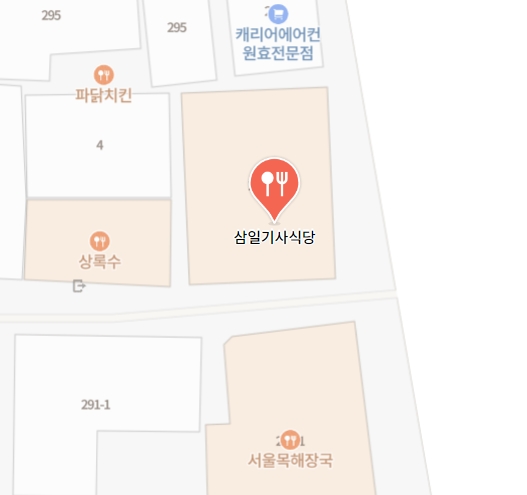 295
295
캐리어에어컨
원효전문점
파닭치킨
4
삼일기사식당
상록수
291-1
서울목해장국